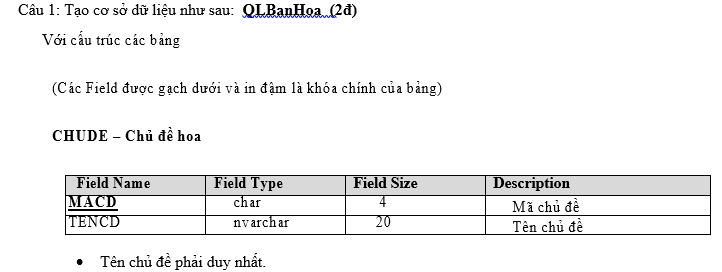 Câu 1: Tạo cơ sở dữ liệu như sau: QLBanHoa (2đ)
Với cấu trúc các bảng
(Các Field được gạch dưới và in đậm là khóa chính của bảng)
CHUDE – Chủ đề hoa
Field Name Field Type Field Size Description
MACD char 4 Mã chủ đề
TENCD nvarchar 20 Tên chủ đề
• Tên chủ đề phải duy nhất.